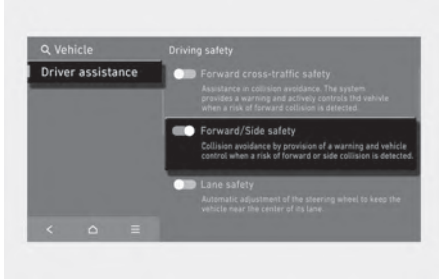 Vehicle
Driving safety
Driver assistance
Forward cross-traffic safety
Assistance in collision avoidance. The system
provides a warning and actively controls the vehivle
when a risk of forward collision is detected.
Forward/Side safety
Collision avoidance by provision of a warning and vehicle
control when a risk of forward or side collision is detected.
Lane safety
Automatic adjustment of the steering wheel to keep the
vehicle near the center of its lane.